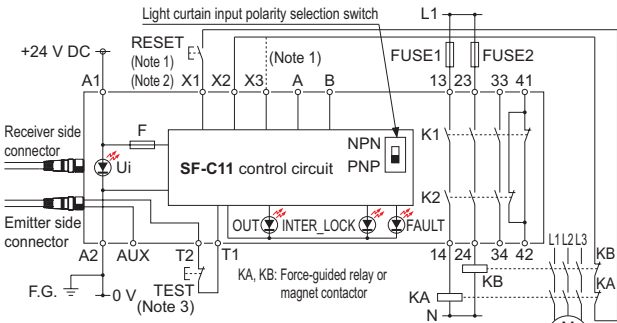 Light curtain input polarity selection switch
L1
+24 V DC
RESET
(Note 1)
(Note 2)
(Note 1)
FUSE1
FUSE2
A1
X1
X2
X3
A
B
13
23
33
41
Receiver side
connector
F
Ui
SF-C11 control circuit
NPN
PNP
K1
K2
Emitter side
connector
OUT
INTER_LOCK
FAULT
A2
AUX
T2
T1
14
24
34
42
KA, KB: Force-guided relay or
magnet contactor
L1
L2
L3
KB
KB
F.G.
0 V
TEST
(Note 3)
KA
KA
N